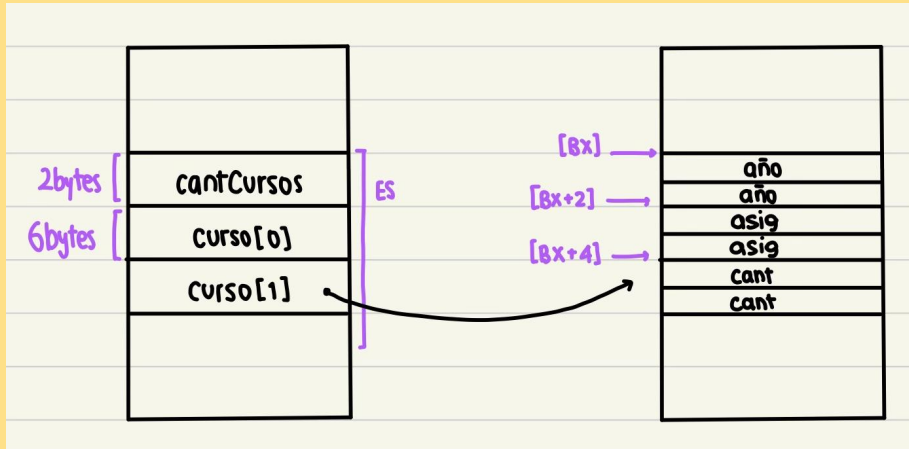 2bytes
cantCursos
ES
6bytes
curso[0]
curso[1]
[BX]
[BX+2]
[BX+4]
año
año
asig
asig
cant
cant